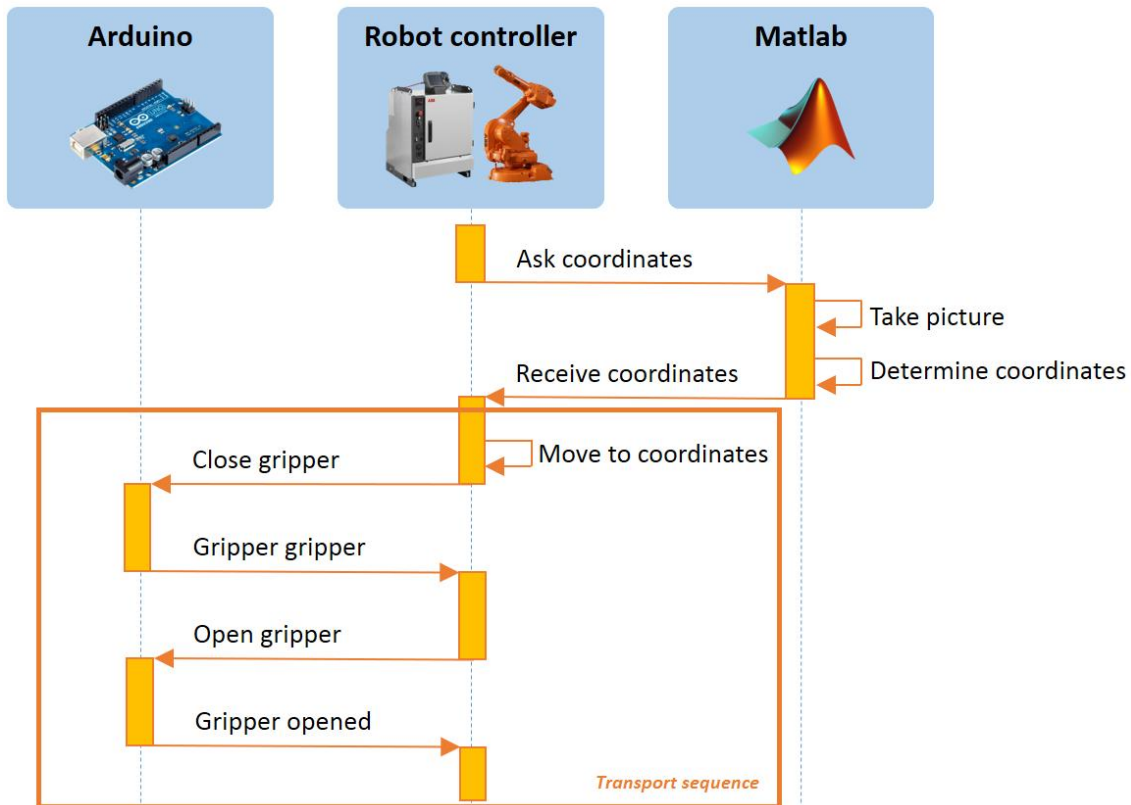 Arduino
Robot controller
Matlab
Ask coordinates
Take picture
Determine coordinates
Receive coordinates
Move to coordinates
Close gripper
Gripper gripper
Open gripper
Gripper opened
Transport sequence